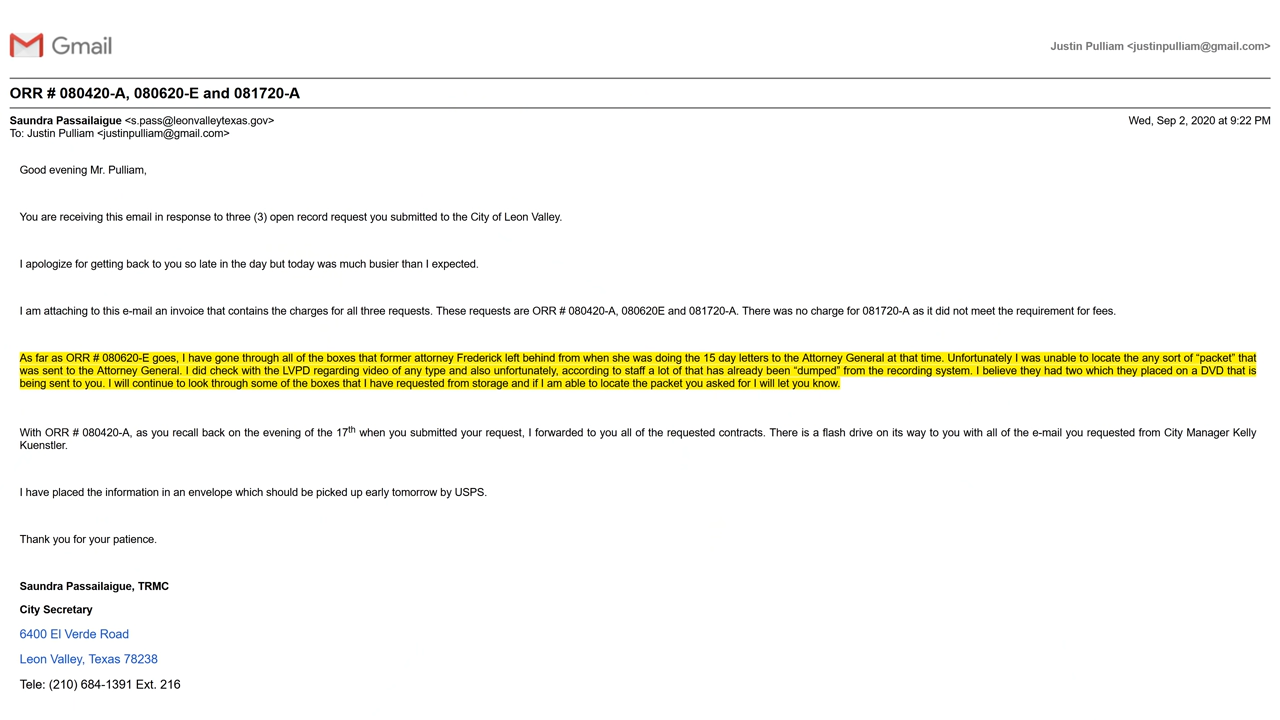 Gmail
Justin Pulliam <justinpulliam@gmail.com>
ORR # 080420-A, 080620-E and 081720-A
Saundra Passailaigue <s.pass@leonvalleytexas.gov>
Wed, Sep 2, 2020 at 9:22 PM
To: Justin Pulliam <justinpulliam@gmail.com>
Good evening Mr. Pulliam,
You are receiving this email in response to three (3) open record request you submitted to the City of Leon Valley.
I apologize for getting back to you so late in the day but today was much busier than I expected.
I am attaching to this e-mail an invoice that contains the charges for all three requests. These requests are ORR # 080420-A, 080620E and 081720-A. There was no charge for 081720-A as it did not meet the requirement for fees.
As far as ORR # 080620-E goes, I have gone through all of the boxes that former attorney Frederick left behind from when she was doing the 15 day letters to the Attorney General at that time. Unfortunately I was unable to locate the any sort of “packet” that
was sent to the Attorney General. I did check with the LVPD regarding video of any type and also unfortunately, according to staff a lot of that has already been “dumped” from the recording system. I believe they had two which they placed on a DVD that is
being sent to you. I will continue to look through some of the boxes that I have requested from storage and if I am able to locate the packet you asked for I will let you know.
With ORR # 080420-A, as you recall back on the evening of the 17th when you submitted your request, I forwarded to you all of the requested contracts. There is a flash drive on its way to you with all of the e-mail you requested from City Manager Kelly
Kuenstler.
I have placed the information in an envelope which should be picked up early tomorrow by USPS.
Thank you for your patience.
Saundra Passailaigue, TRMC
City Secretary
6400 El Verde Road
Leon Valley, Texas 78238
Tele: (210) 684-1391 Ext. 216